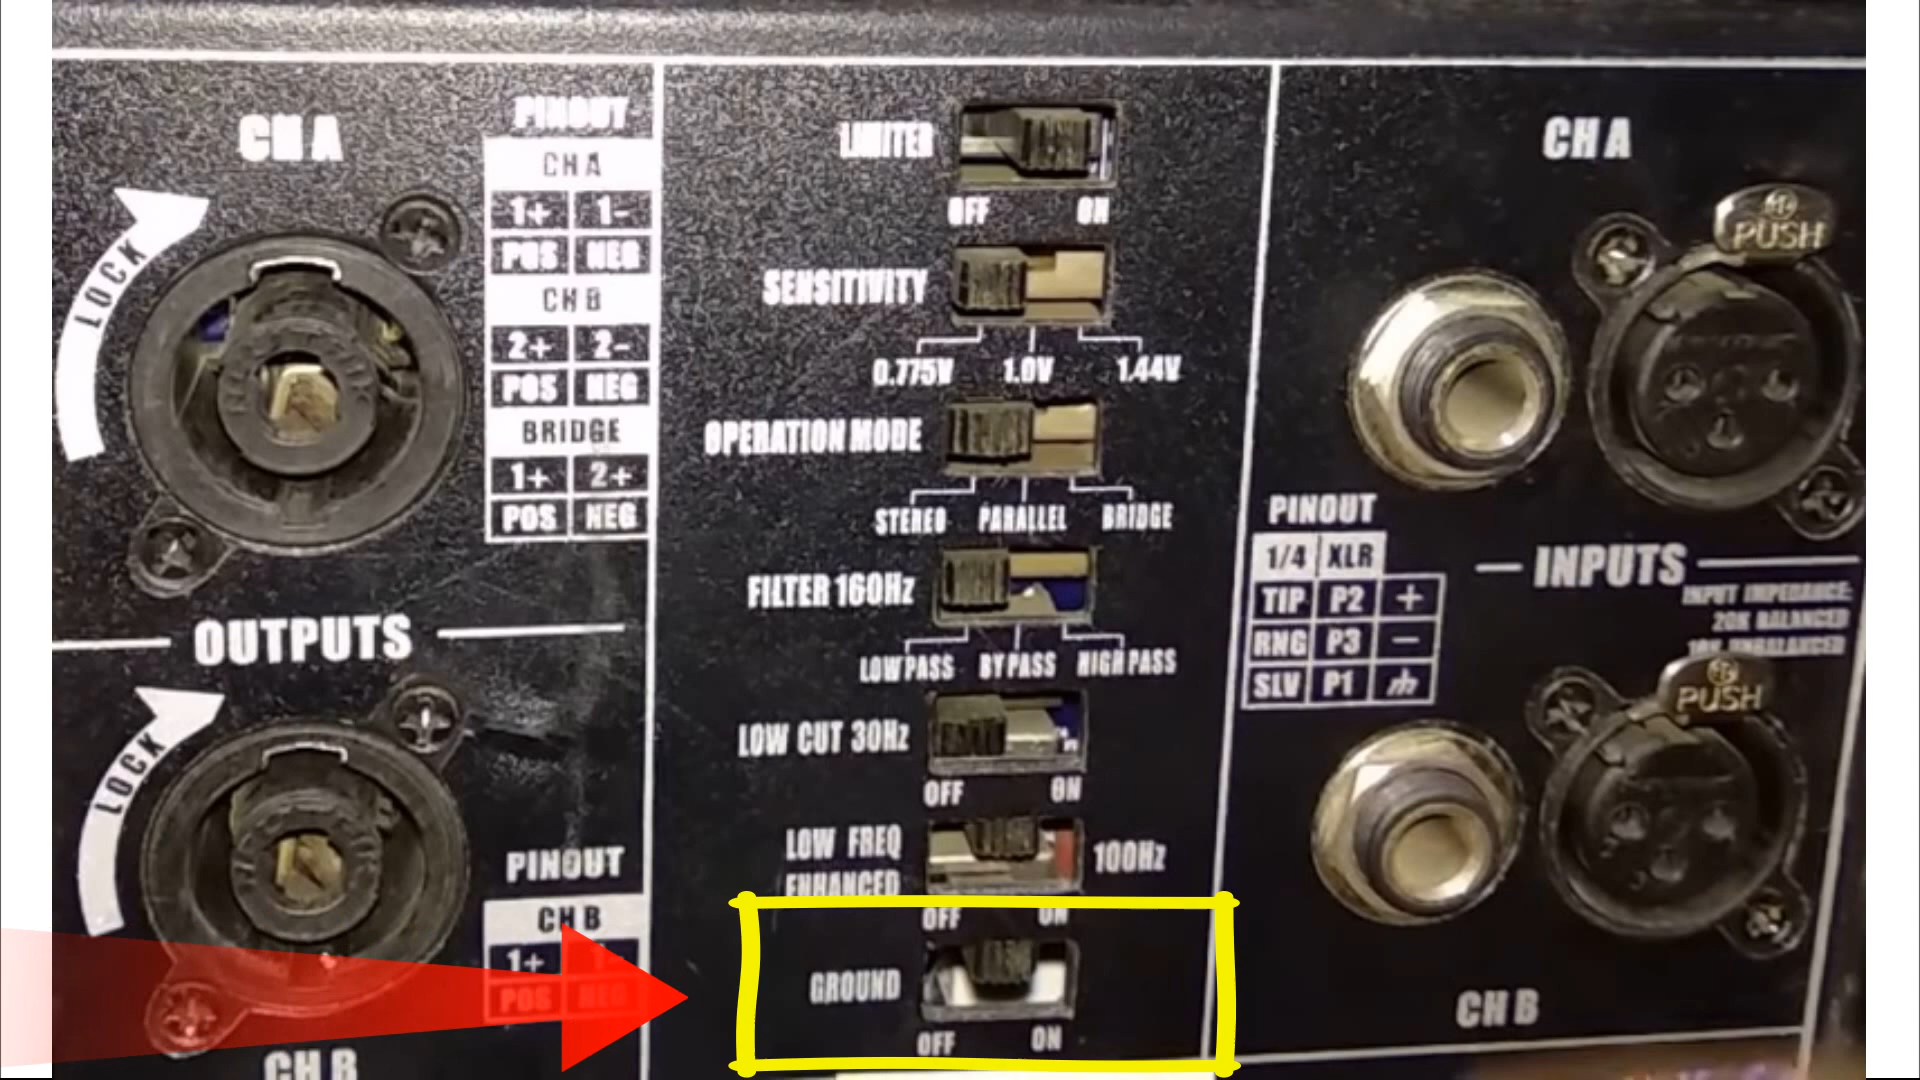 CH A
LOCK
PINOUT
CH A
1+ 1-
POS NEG
CH B
2+ 2-
POS NEG
BRIDGE
1+ 2+
POS NEG
OUTPUTS
LOCK
PINOUT
CH B
1+ 1-
POS NEG
CH B
LIMITER
OFF ON
SENSITIVITY
0.775V 1.0V 1.44V
OPERATION MODE
STEREO PARALLEL BRIDGE
FILTER 160Hz
LOW PASS BYPASS HIGH PASS
LOW CUT 30Hz
OFF ON
LOW FREQ
ENHANCED
100Hz
OFF ON
GROUND
OFF ON
CH A
PUSH
PINOUT
1/4 XLR
TIP P2 +
RNG P3 −
SLV P1
INPUTS
INPUT IMPEDANCE:
20K BALANCED
10K UNBALANCED
PUSH
CH B